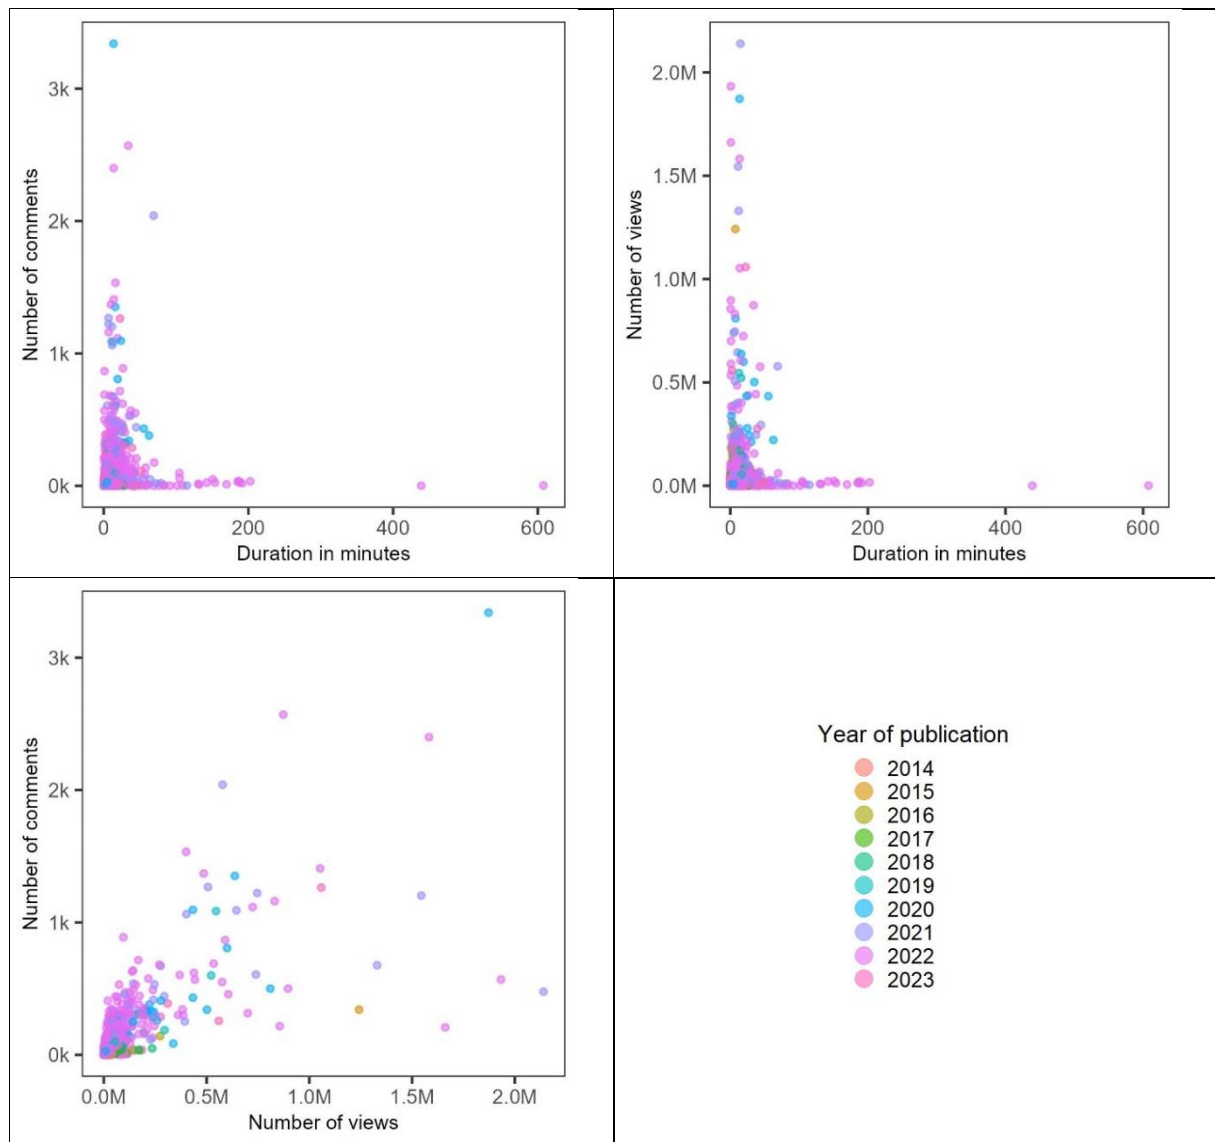 Number of comments
3k
2k
1k
0k
0 200 400 600
Duration in minutes
Number of views
2.0M
1.5M
1.0M
0.5M
0.0M
0 200 400 600
Duration in minutes
Number of comments
3k
2k
1k
0k
0.0M 0.5M 1.0M 1.5M 2.0M
Number of views
Year of publication
2014
2015
2016
2017
2018
2019
2020
2021
2022
2023